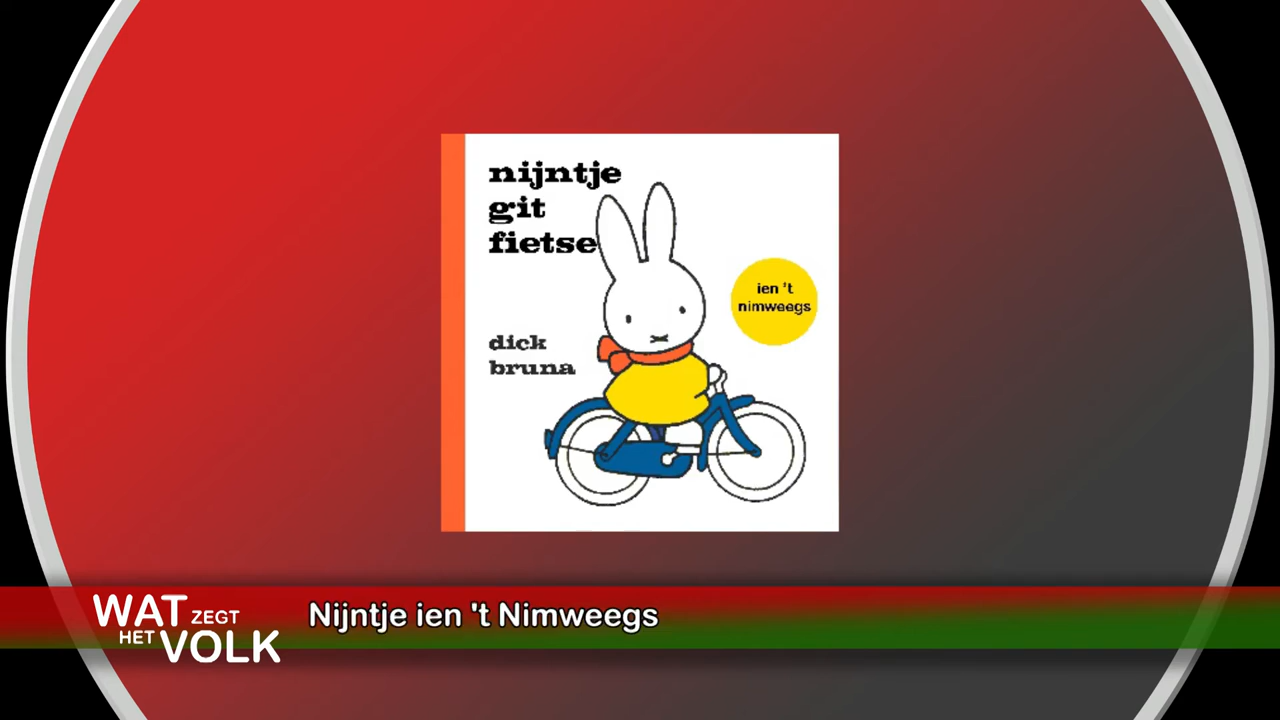 nijntje
git
fietse
ien 't
nimweegs
dick
bruna
WAT ZEGT
HET VOLK
Nijntje ien 't Nimweegs